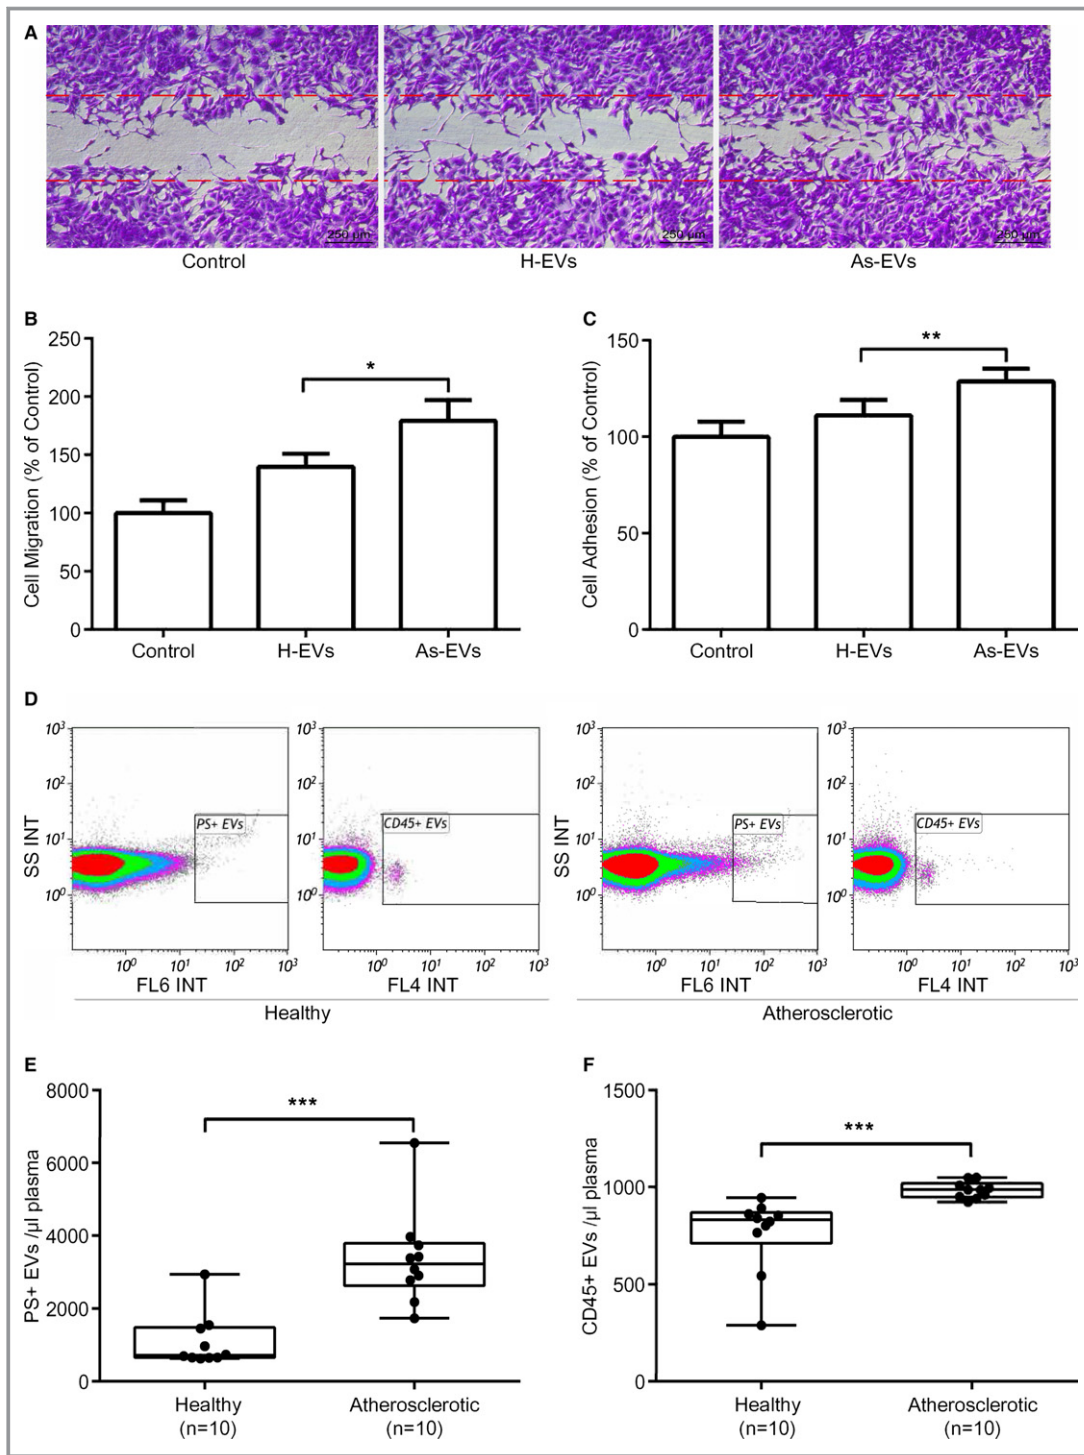 A
250 µm
250 µm
250 µm
Control
H-EVs
As-EVs
B
Cell Migration (% of Control)
250
200
150
100
50
0
*
Control
H-EVs
As-EVs
C
Cell Adhesion (% of Control)
150
100
50
0
**
Control
H-EVs
As-EVs
D
SS INT
10³
10²
10¹
10⁰
PS+ EVs
10⁰ 10¹ 10² 10³
FL6 INT
10³
10²
10¹
10⁰
CD45+ EVs
10⁰ 10¹ 10² 10³
FL4 INT
Healthy
SS INT
10³
10²
10¹
10⁰
PS+ EVs
10⁰ 10¹ 10² 10³
FL6 INT
10³
10²
10¹
10⁰
CD45+ EVs
10⁰ 10¹ 10² 10³
FL4 INT
Atherosclerotic
E
PS+ EVs /µl plasma
8000
6000
4000
2000
0
***
Healthy
(n=10)
Atherosclerotic
(n=10)
F
CD45+ EVs /µl plasma
1500
1000
500
0
***
Healthy
(n=10)
Atherosclerotic
(n=10)